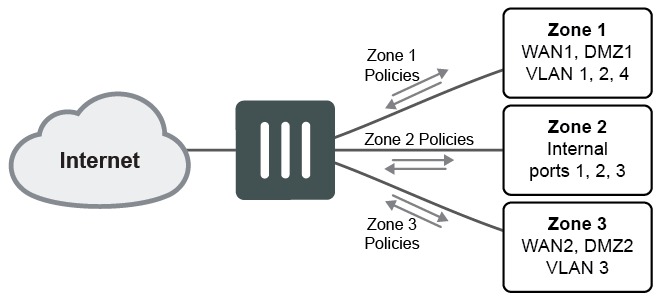 Internet
Zone 1
Policies
Zone 2 Policies
Zone 3
Policies
Zone 1
WAN1, DMZ1
VLAN 1, 2, 4
Zone 2
Internal
ports 1, 2, 3
Zone 3
WAN2, DMZ2
VLAN 3